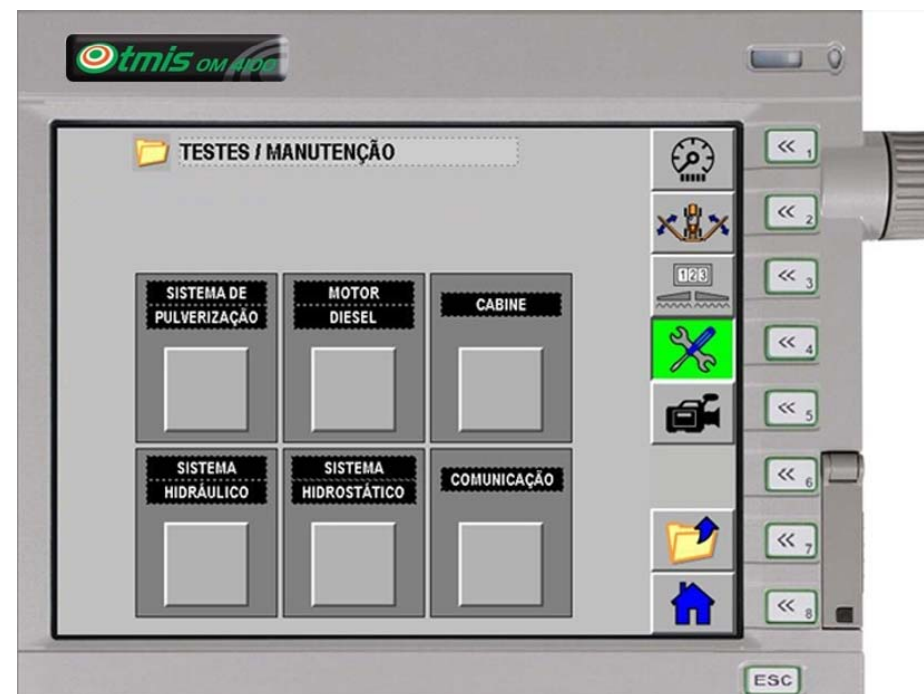 Otmis OM 4100
TESTES / MANUTENÇÃO
SISTEMA DE
PULVERIZAÇÃO
MOTOR
DIESEL
CABINE
SISTEMA
HIDRÁULICO
SISTEMA
HIDROSTÁTICO
COMUNICAÇÃO
123
<< 1
<< 2
<< 3
<< 4
<< 5
<< 6
<< 7
<< 8
ESC